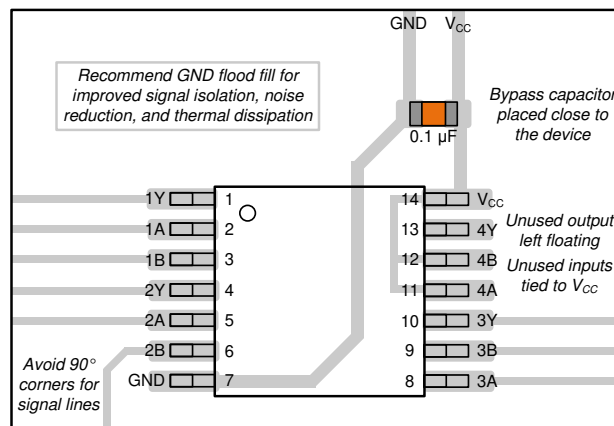 GND VCC
Recommend GND flood fill for
improved signal isolation, noise
reduction, and thermal dissipation
Bypass capacitor
placed close to
the device
0.1 µF
1Y 1 14 VCC
1A 2 13 4Y
1B 3 12 4B
2Y 4 11 4A
2A 5 10 3Y
2B 6 9 3B
GND 7 8 3A
Unused output
left floating
Unused inputs
tied to VCC
Avoid 90°
corners for
signal lines